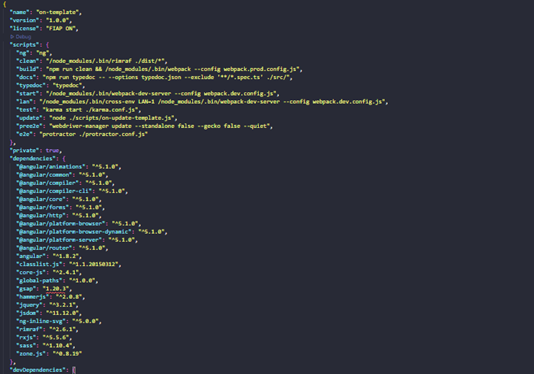 {
"name": "on-template",
"version": "1.0.0",
"license": "FIAP ON",
Debug
"scripts": {
"ng": "ng",
"clean": "/node_modules/.bin/rimraf ./dist/*",
"build": "npm run clean && /node_modules/.bin/webpack --config webpack.prod.config.js",
"docs": "npm run typedoc -- --options typedoc.json --exclude '**/*.spec.ts' ./src/",
"typedoc": "typedoc",
"start": "/node_modules/.bin/webpack-dev-server --config webpack.dev.config.js",
"lan": "/node_modules/.bin/cross-env LAN=1 /node_modules/.bin/webpack-dev-server --config webpack.dev.config.js",
"test": "karma start ./karma.conf.js",
"update": "node ./scripts/on-update-template.js",
"pree2e": "webdriver-manager update --standalone false --gecko false --quiet",
"e2e": "protractor ./protractor.conf.js"
},
"private": true,
"dependencies": {
"@angular/animations": "^5.1.0",
"@angular/common": "^5.1.0",
"@angular/compiler": "^5.1.0",
"@angular/compiler-cli": "^5.1.0",
"@angular/core": "^5.1.0",
"@angular/forms": "^5.1.0",
"@angular/http": "^5.1.0",
"@angular/platform-browser": "^5.1.0",
"@angular/platform-browser-dynamic": "^5.1.0",
"@angular/platform-server": "^5.1.0",
"@angular/router": "^5.1.0",
"angular": "^1.8.2",
"classlist.js": "^1.1.20150312",
"core-js": "^2.4.1",
"global-paths": "^1.0.0",
"gsap": "1.20.3",
"hammerjs": "^2.0.8",
"jquery": "^3.2.1",
"jsdom": "^11.12.0",
"ng-inline-svg": "^5.0.0",
"rimraf": "^2.6.1",
"rxjs": "^5.5.6",
"sass": "^1.10.4",
"zone.js": "^0.8.19"
},
"devDependencies": {